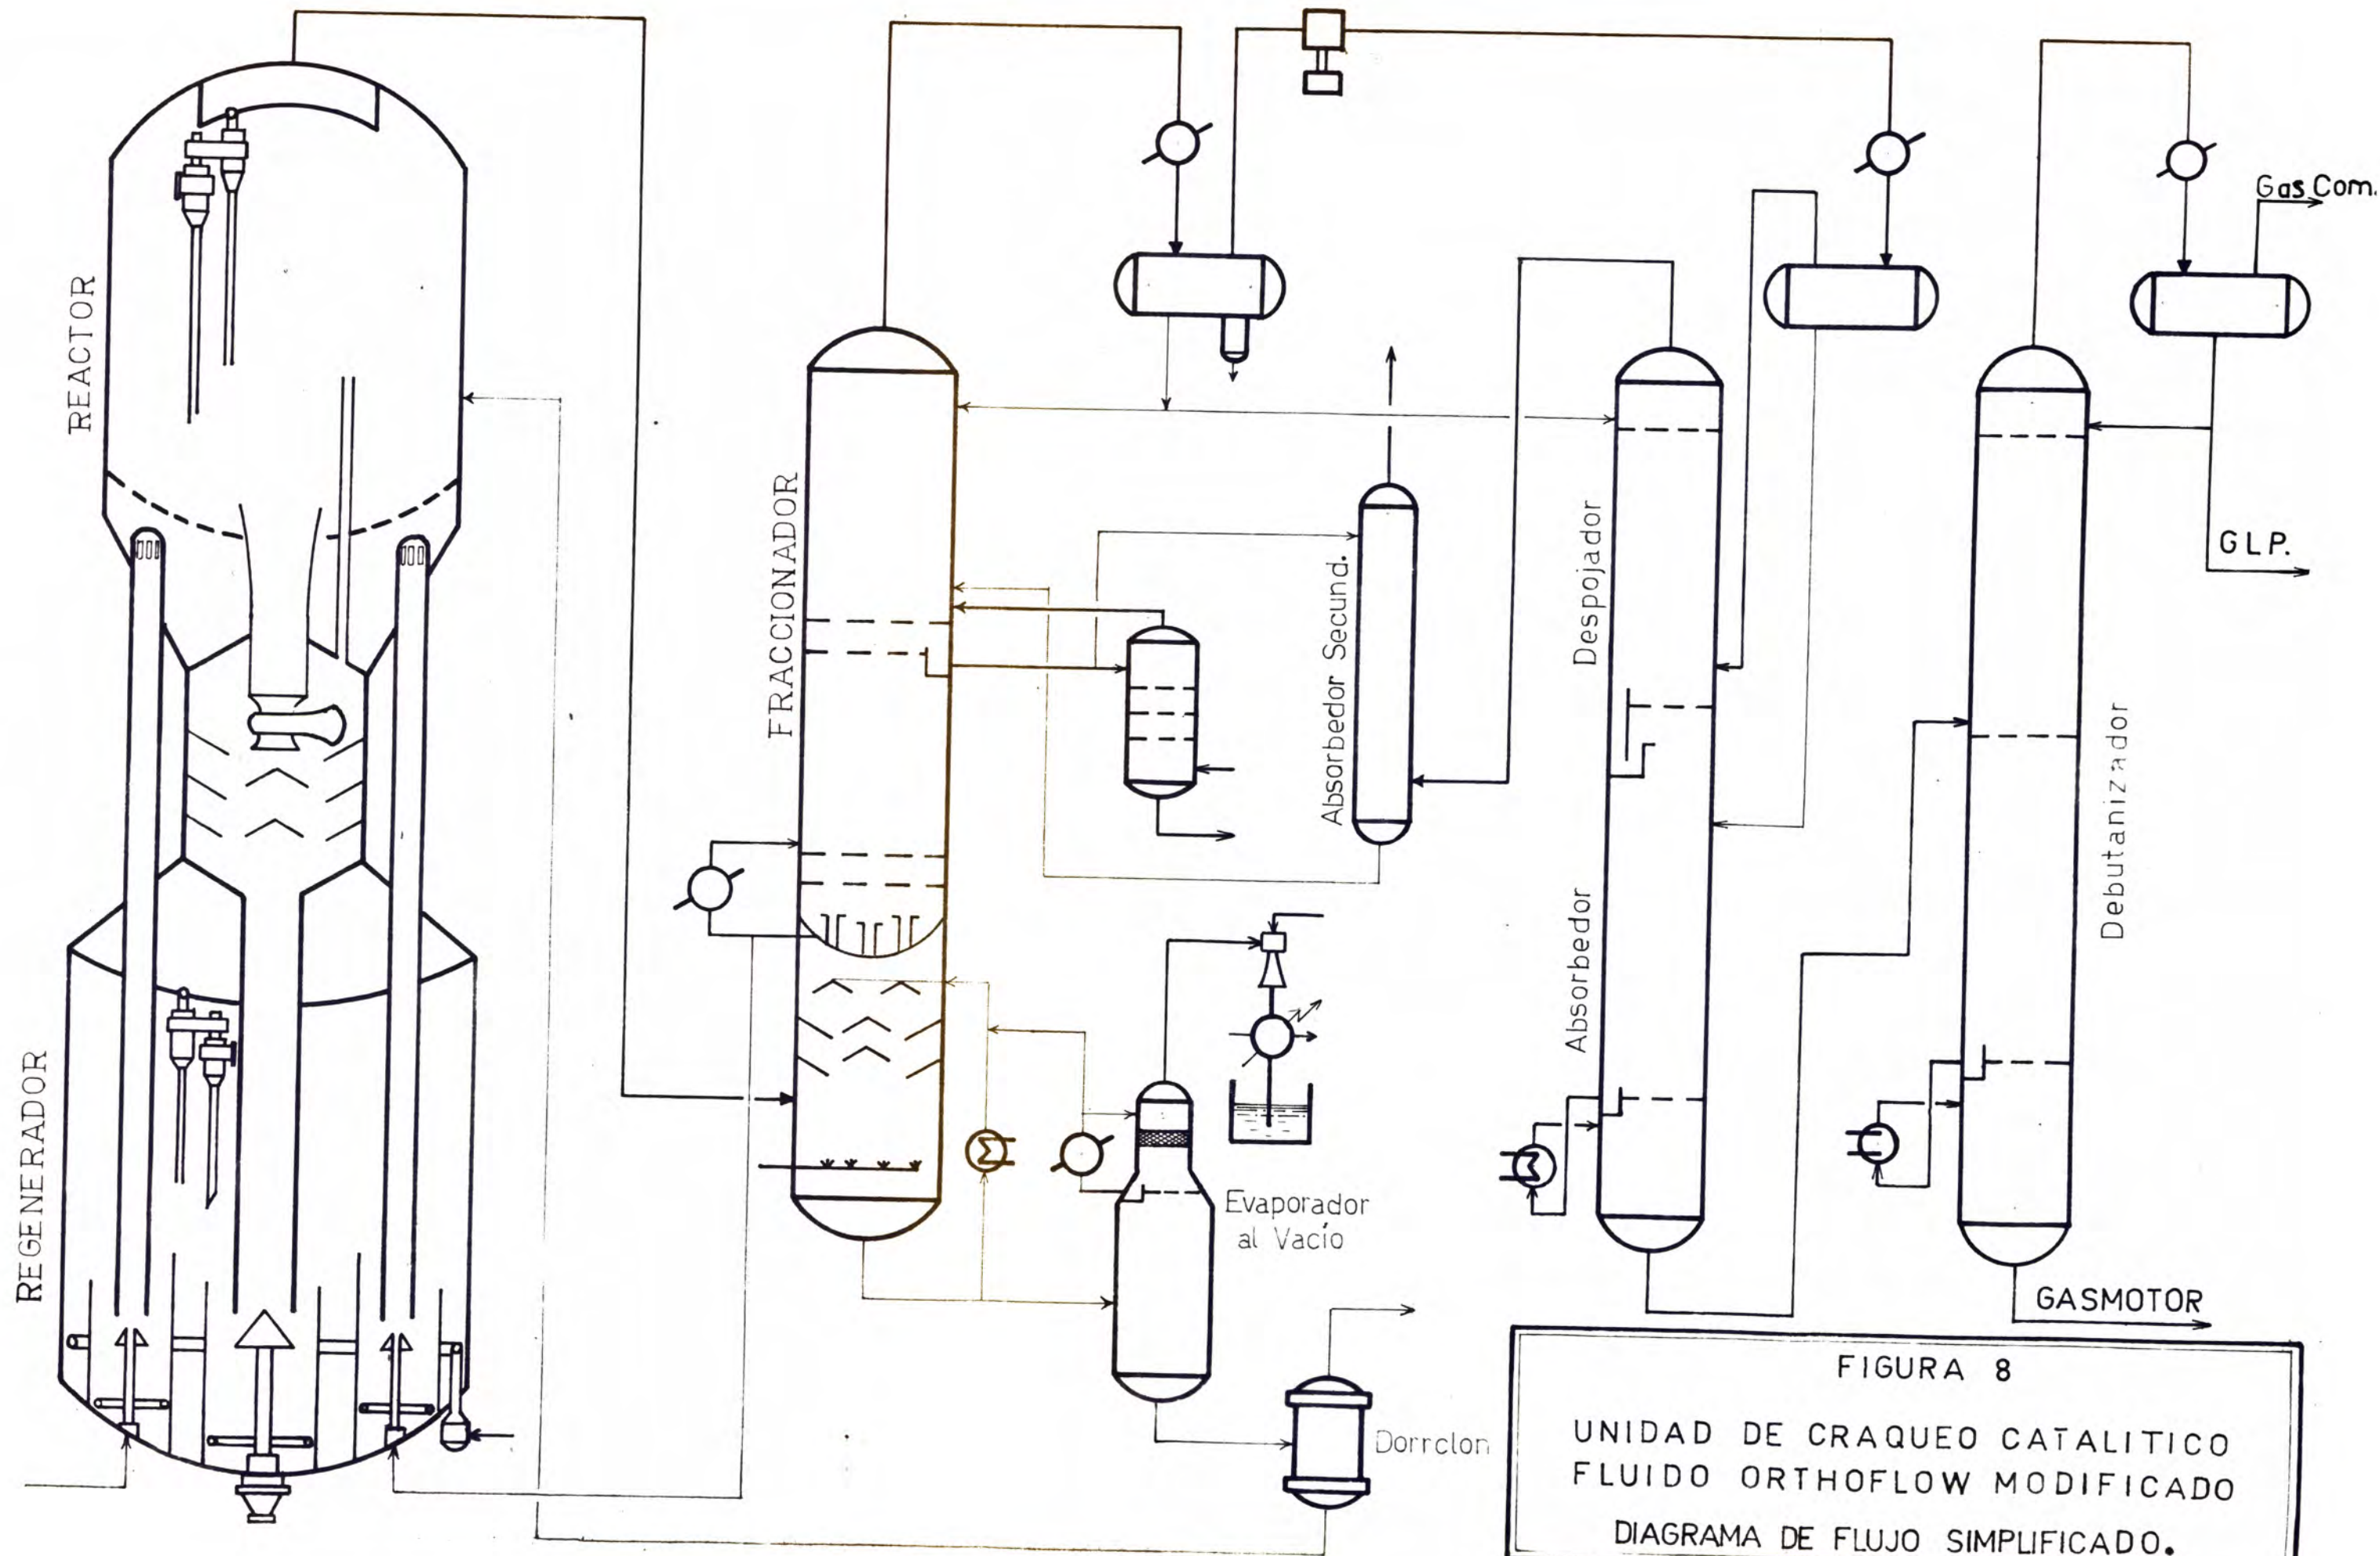 REACTOR
REGENERADOR
FRACCIONADOR
Absorbedor Secund.
Despojador
Absorbedor
Debutanizador
Gas Com.
GLP.
GASMOTOR
Evaporador
al Vacío
Dorrclon
FIGURA 8
UNIDAD DE CRAQUEO CATALITICO
FLUIDO ORTHOFLOW MODIFICADO
DIAGRAMA DE FLUJO SIMPLIFICADO.